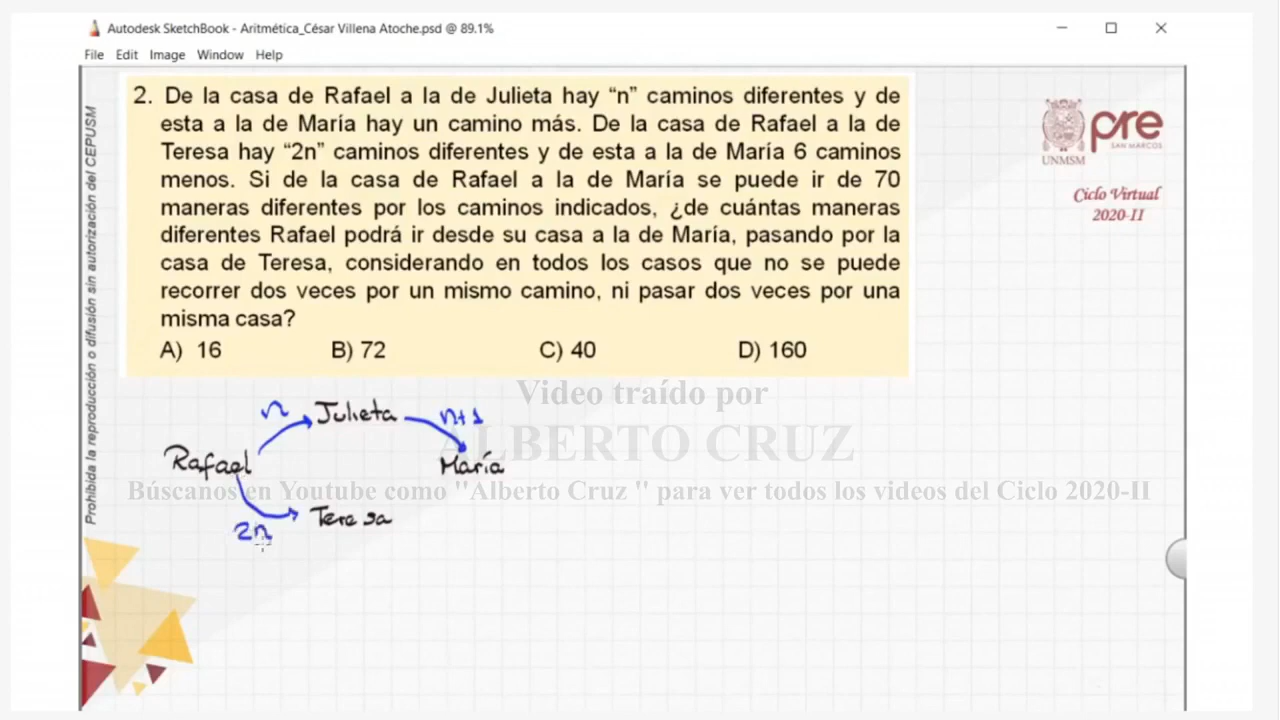 Autodesk SketchBook - Aritmética_César Villena Atoche.psd @ 89.1%
File Edit Image Window Help
Prohibida la reproducción o difusión sin autorización del CEPUSM
2. De la casa de Rafael a la de Julieta hay “n” caminos diferentes y de
esta a la de María hay un camino más. De la casa de Rafael a la de
Teresa hay “2n” caminos diferentes y de esta a la de María 6 caminos
menos. Si de la casa de Rafael a la de María se puede ir de 70
maneras diferentes por los caminos indicados, ¿de cuántas maneras
diferentes Rafael podrá ir desde su casa a la de María, pasando por la
casa de Teresa, considerando en todos los casos que no se puede
recorrer dos veces por un mismo camino, ni pasar dos veces por una
misma casa?
A) 16 B) 72 C) 40 D) 160
pre
SAN MARCOS
UNMSM
Ciclo Virtual
2020-II
Video traído por
ALBERTO CRUZ
Búscanos en Youtube como "Alberto Cruz " para ver todos los videos del Ciclo 2020-II
n Julieta n+1
Rafael María
2n Teresa